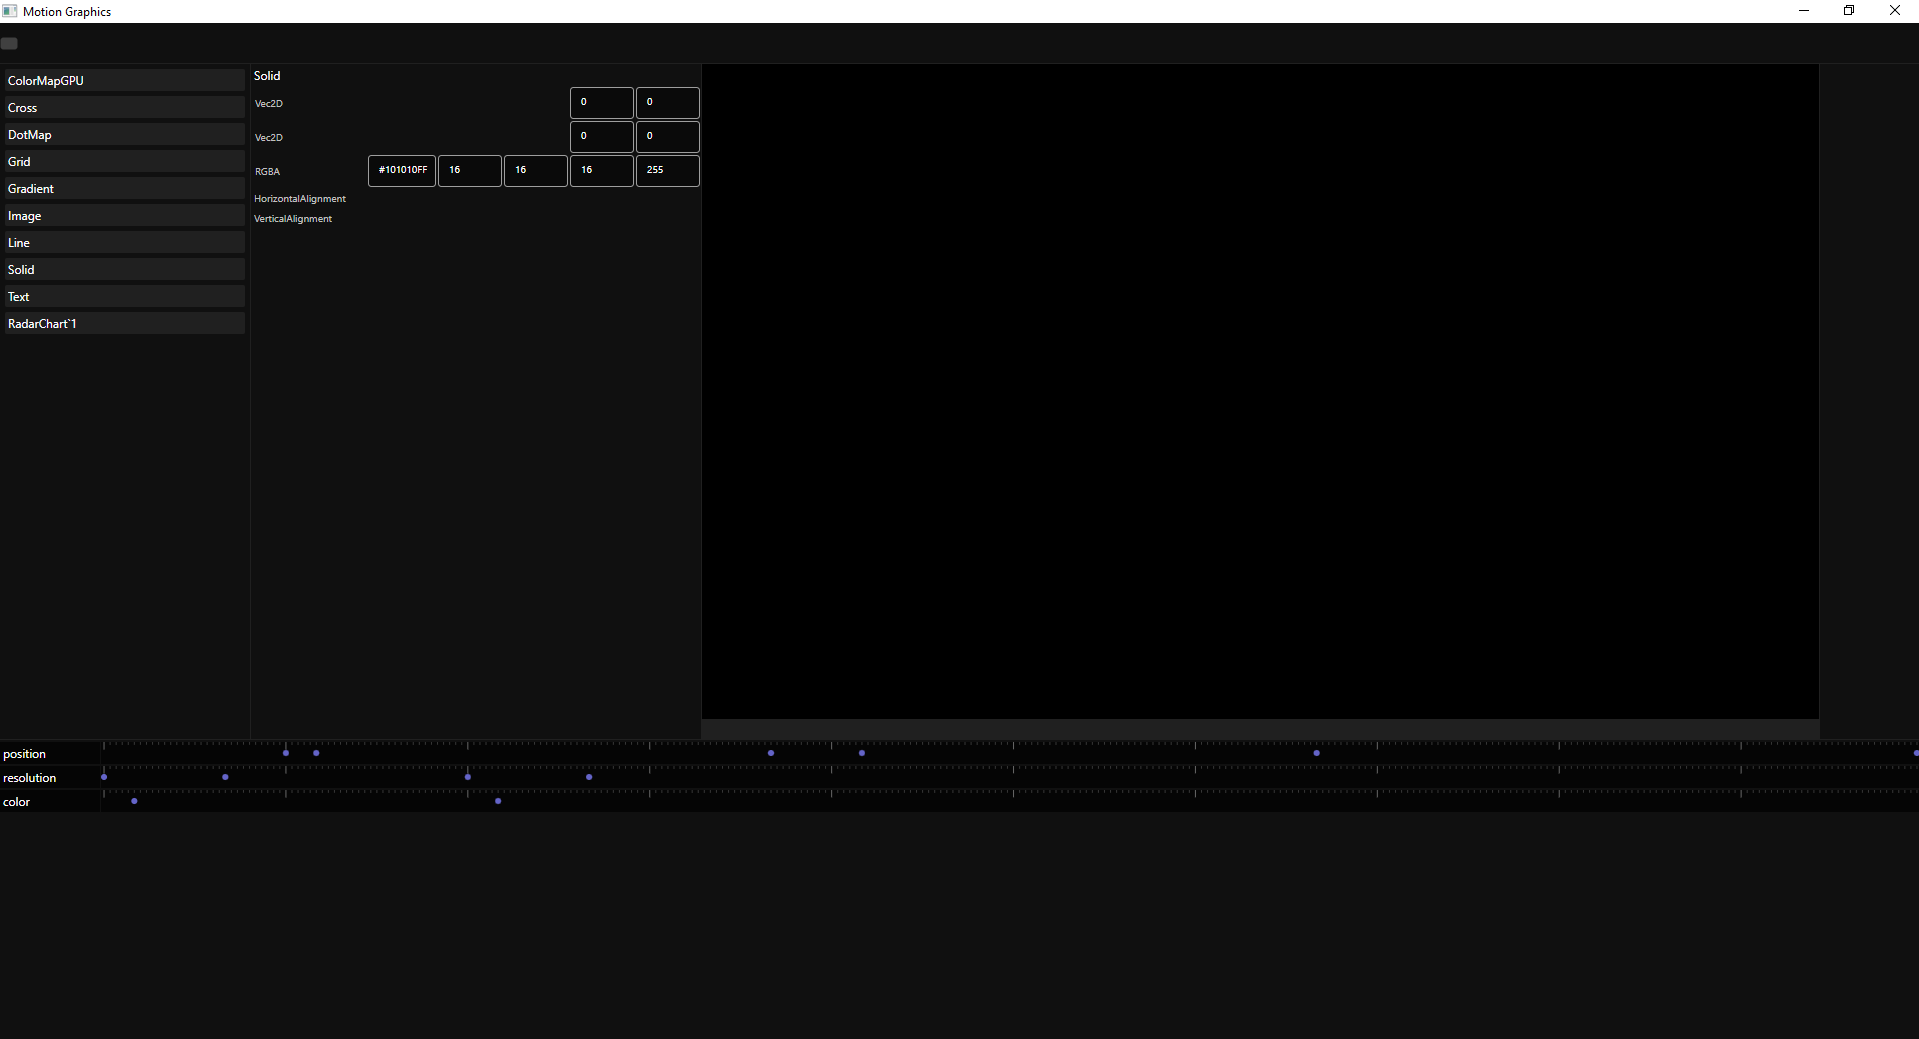 Motion Graphics
ColorMapGPU
Cross
DotMap
Grid
Gradient
Image
Line
Solid
Text
RadarChart`1
Solid
Vec2D 0 0
Vec2D 0 0
RGBA #101010FF 16 16 16 255
HorizontalAlignment
VerticalAlignment
position
resolution
color